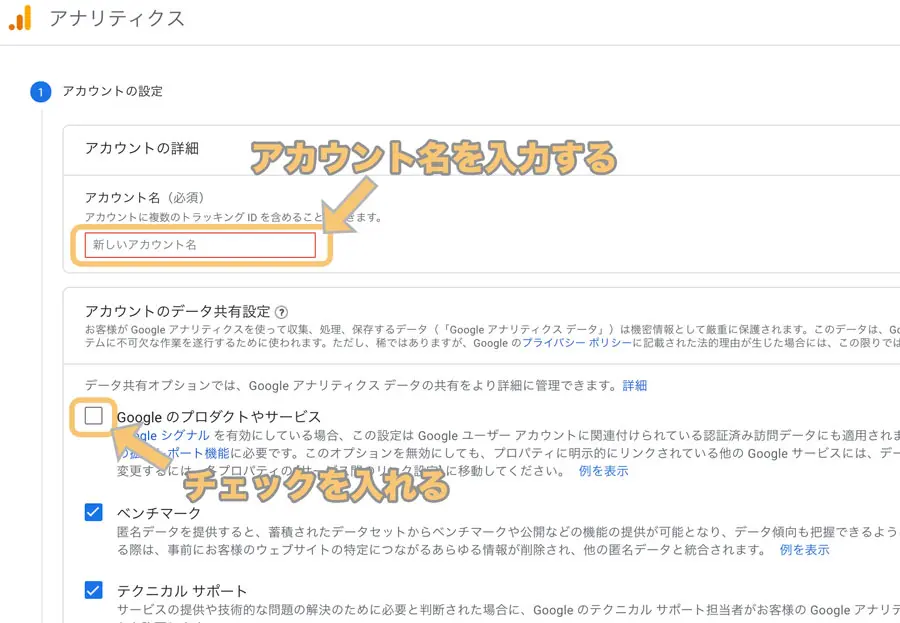 アナリティクス
1 アカウントの設定
アカウントの詳細
アカウント名を入力する
アカウント名（必須）
アカウントに複数のトラッキング ID を含めること きます。
新しいアカウント名
アカウントのデータ共有設定 ?
お客様が Google アナリティクスを使って収集、処理、保存するデータ（「Google アナリティクス データ」）は機密情報として厳重に保護されます。このデータは、Go
テムに不可欠な作業を遂行するために使われます。ただし、稀ではありますが、Google のプライバシー ポリシーに記載された法的理由が生じた場合には、この限りでは
データ共有オプションでは、Google アナリティクス データの共有をより詳細に管理できます。詳細
Google のプロダクトやサービス
gle シグナル を有効にしている場合、この設定は Google ユーザー アカウントに関連付けられている認証済み訪問データにも適用されま
ポート機能に必要です。このオプションを無効にしても、プロパティに明示的にリンクされている他の Google サービスには、デー
変更するには、各プロパティの に移動してください。 例を表示
チェックを入れる
ベンチマーク
匿名データを提供すると、蓄積されたデータセットからベンチマークや公開などの機能の提供が可能となり、データ傾向も把握できるよう
る際は、事前にお客様のウェブサイトの特定につながるあらゆる情報が削除され、他の匿名データと統合されます。 例を表示
テクニカル サポート
サービスの提供や技術的な問題の解決のために必要と判断された場合に、Google のテクニカル サポート担当者がお客様の Google アナリテ